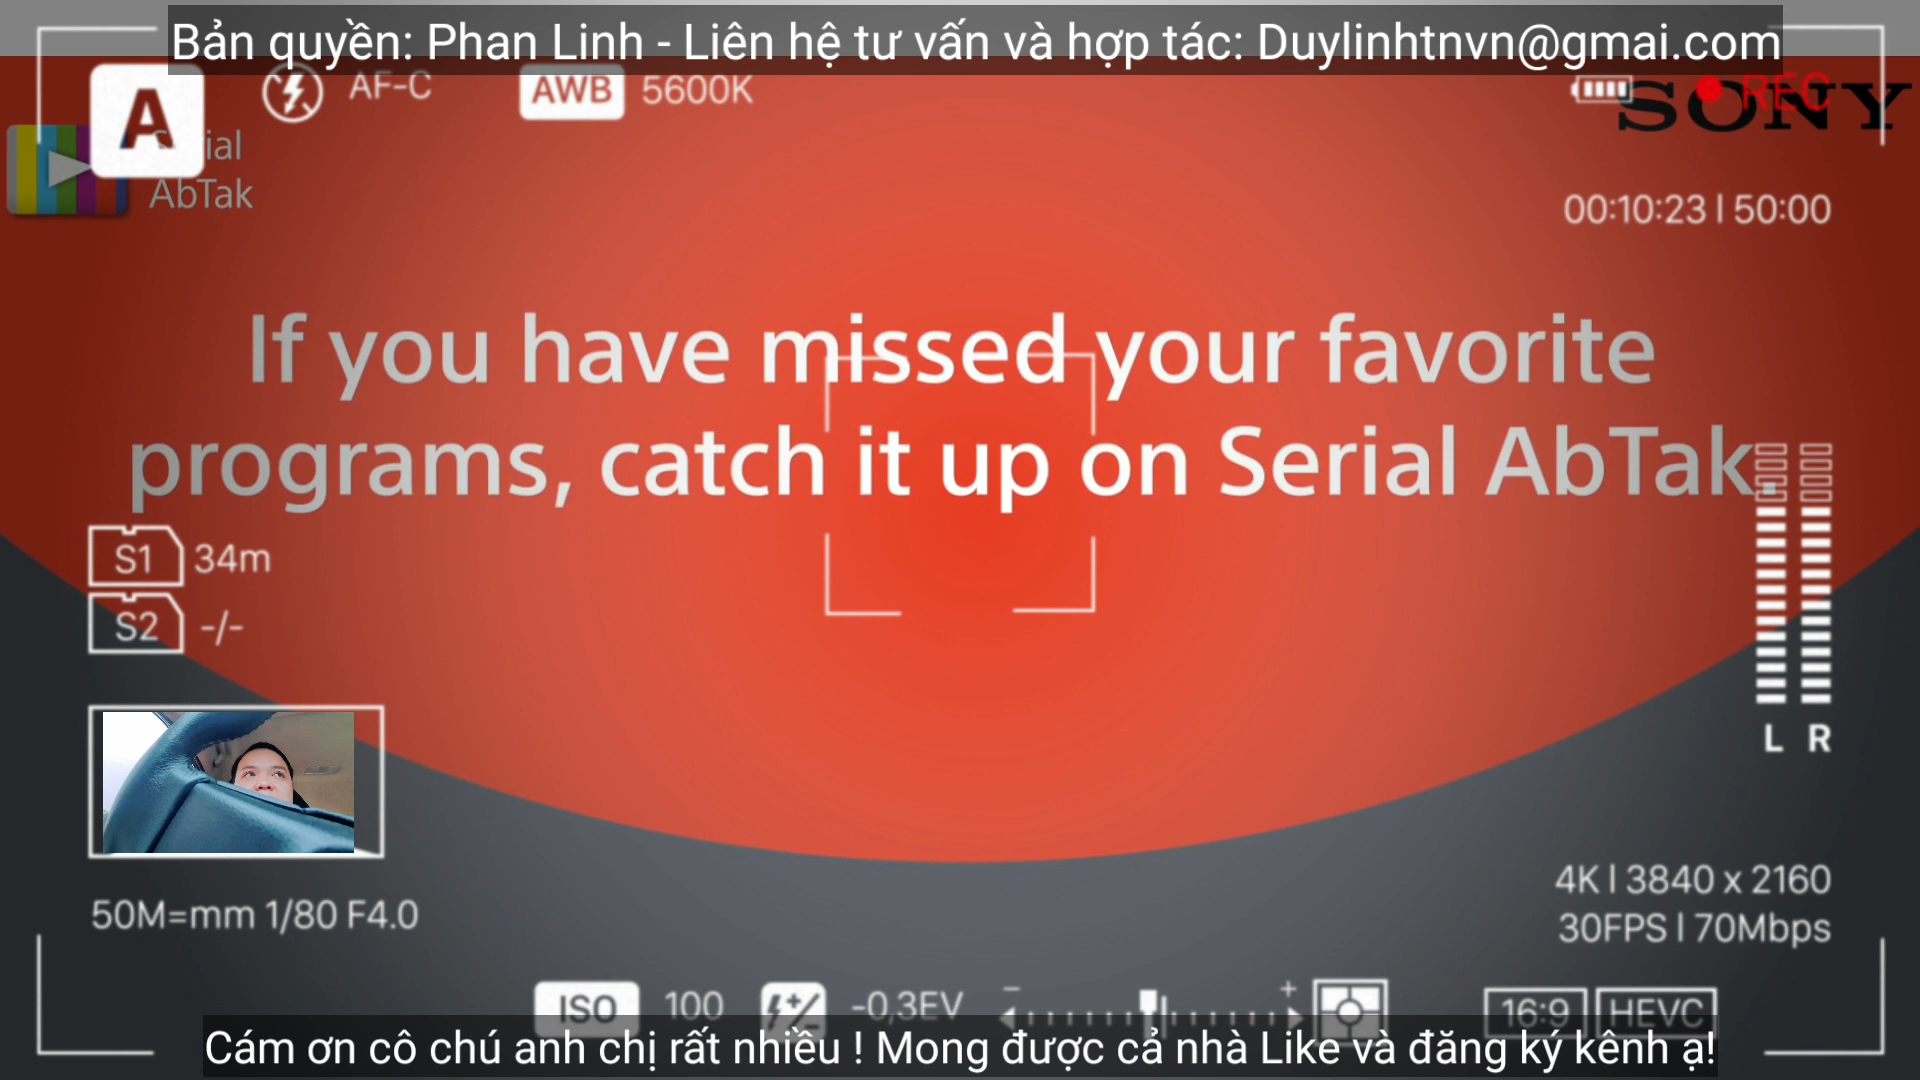 Bản quyền: Phan Linh - Liên hệ tư vấn và hợp tác: Duylinhtnvn@gmai.com
A
AF-C
AWB 5600K
REC
SONY
AbTak
00:10:23 | 50:00
If you have missed your favorite
programs, catch it up on Serial AbTak.
S1 34m
S2 -/-
L R
50M=mm 1/80 F4.0
4K | 3840 x 2160
30FPS | 70Mbps
ISO 100 -0,3EV
16:9 HEVC
Cám ơn cô chú anh chị rất nhiều ! Mong được cả nhà Like và đăng ký kênh ạ!